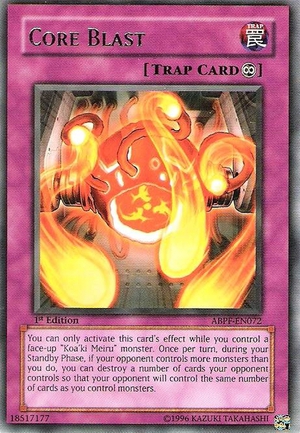 CORE BLAST
TRAP
罠
[TRAP CARD]
1st Edition
ABPF-EN072
You can only activate this card's effect while you control a
face-up "Koa'ki Meiru" monster. Once per turn, during your
Standby Phase, if your opponent controls more monsters than
you do, you can destroy a number of cards your opponent
controls so that your opponent will control the same number
of cards as you control monsters.
18517177
©1996 KAZUKI TAKAHASHI